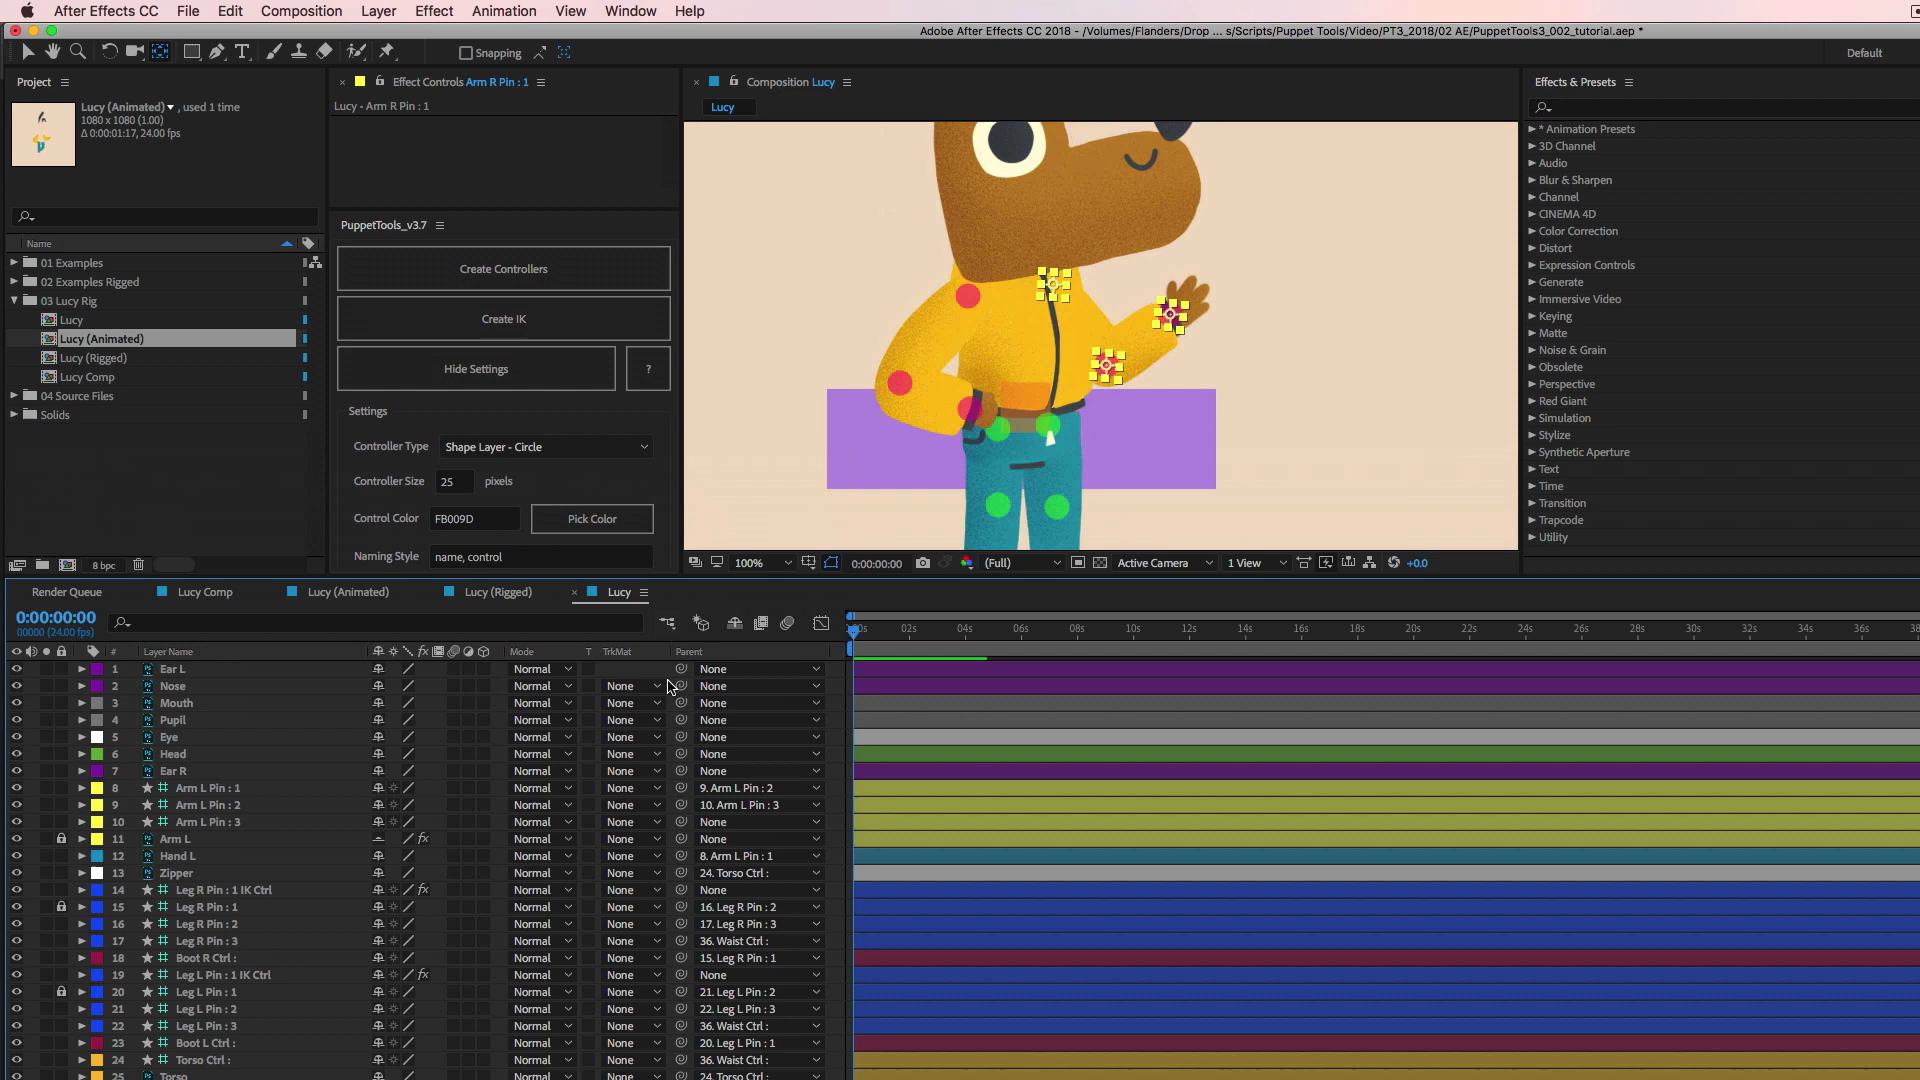 After Effects CC File Edit Composition Layer Effect Animation View Window Help
Adobe After Effects CC 2018 - /Volumes/Flanders/Drop ... s/Scripts/Puppet Tools/Video/PT3_2018/02 AE/PuppetTools3_002_tutorial.aep *
Snapping
Default
Project
Lucy (Animated) , used 1 time
1080 x 1080 (1.00)
Δ 0:00:01:17, 24.00 fps
Name
01 Examples
02 Examples Rigged
03 Lucy Rig
Lucy
Lucy (Animated)
Lucy (Rigged)
Lucy Comp
04 Source Files
Solids
8 bpc
Effect Controls Arm R Pin : 1
Lucy - Arm R Pin : 1
PuppetTools_v3.7
Create Controllers
Create IK
Hide Settings
?
Settings
Controller Type Shape Layer - Circle
Controller Size 25 pixels
Control Color FB009D Pick Color
Naming Style name, control
Composition Lucy
Lucy
100% 0:00:00:00 (Full) Active Camera 1 View +0.0
Effects & Presets
* Animation Presets
3D Channel
Audio
Blur & Sharpen
Channel
CINEMA 4D
Color Correction
Distort
Expression Controls
Generate
Immersive Video
Keying
Matte
Noise & Grain
Obsolete
Perspective
Red Giant
Simulation
Stylize
Synthetic Aperture
Text
Time
Transition
Trapcode
Utility
Render Queue Lucy Comp Lucy (Animated) Lucy (Rigged) Lucy
0:00:00:00
00000 (24.00 fps)
02s 04s 06s 08s 10s 12s 14s 16s 18s 20s 22s 24s 26s 28s 30s 32s 34s 36s 38
# Layer Name fx Mode T TrkMat Parent
1 Ear L Normal None
2 Nose Normal None None
3 Mouth Normal None None
4 Pupil Normal None None
5 Eye Normal None None
6 Head Normal None None
7 Ear R Normal None None
8 Arm L Pin : 1 Normal None 9. Arm L Pin : 2
9 Arm L Pin : 2 Normal None 10. Arm L Pin : 3
10 Arm L Pin : 3 Normal None None
11 Arm L fx Normal None None
12 Hand L Normal None 8. Arm L Pin : 1
13 Zipper Normal None 24. Torso Ctrl :
14 Leg R Pin : 1 IK Ctrl fx Normal None None
15 Leg R Pin : 1 Normal None 16. Leg R Pin : 2
16 Leg R Pin : 2 Normal None 17. Leg R Pin : 3
17 Leg R Pin : 3 Normal None 36. Waist Ctrl :
18 Boot R Ctrl : Normal None 15. Leg R Pin : 1
19 Leg L Pin : 1 IK Ctrl fx Normal None None
20 Leg L Pin : 1 Normal None 21. Leg L Pin : 2
21 Leg L Pin : 2 Normal None 22. Leg L Pin : 3
22 Leg L Pin : 3 Normal None 36. Waist Ctrl :
23 Boot L Ctrl : Normal None 20. Leg L Pin : 1
24 Torso Ctrl : Normal None 36. Waist Ctrl :
25 Torso Normal None 24. Torso Ctrl :